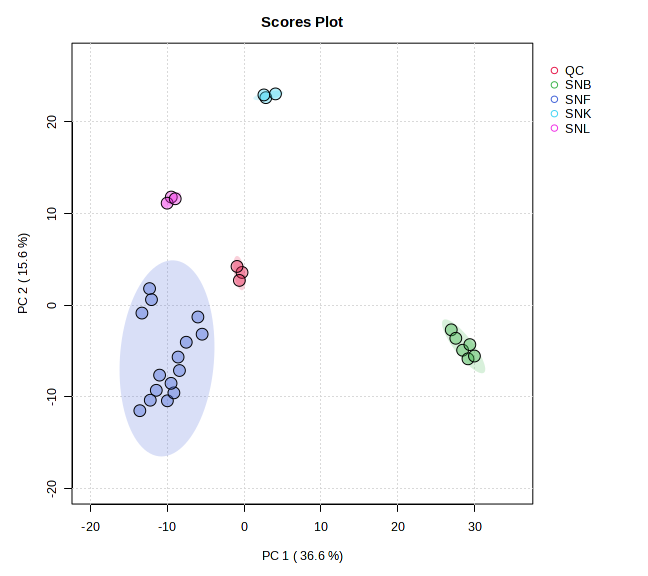 Scores Plot
QC
SNB
SNF
SNK
SNL
20
10
0
-10
-20
PC 2 ( 15.6 %)
-20
-10
0
10
20
30
PC 1 ( 36.6 %)